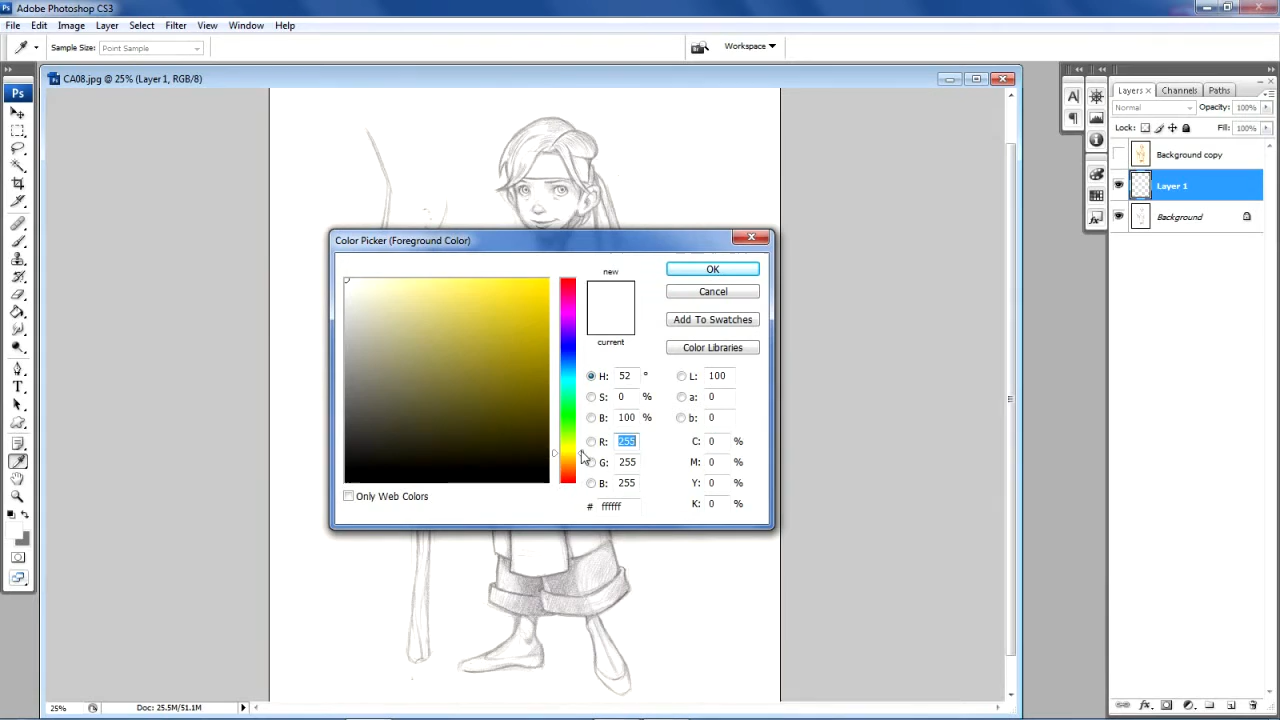 Ps Adobe Photoshop CS3
File Edit Image Layer Select Filter View Window Help
Sample Size: Point Sample Workspace
Ps CA08.jpg @ 25% (Layer 1, RGB/8)
Ps
T
Layers x Channels Paths
Normal Opacity: 100%
Lock: Fill: 100%
Background copy
Layer 1
Background
Color Picker (Foreground Color)
new
current
OK
Cancel
Add To Swatches
Color Libraries
H: 52 ° L: 100
S: 0 % a: 0
B: 100 % b: 0
R: 255 C: 0 %
G: 255 M: 0 %
B: 255 Y: 0 %
# ffffff K: 0 %
Only Web Colors
25% Doc: 25.5M/51.1M